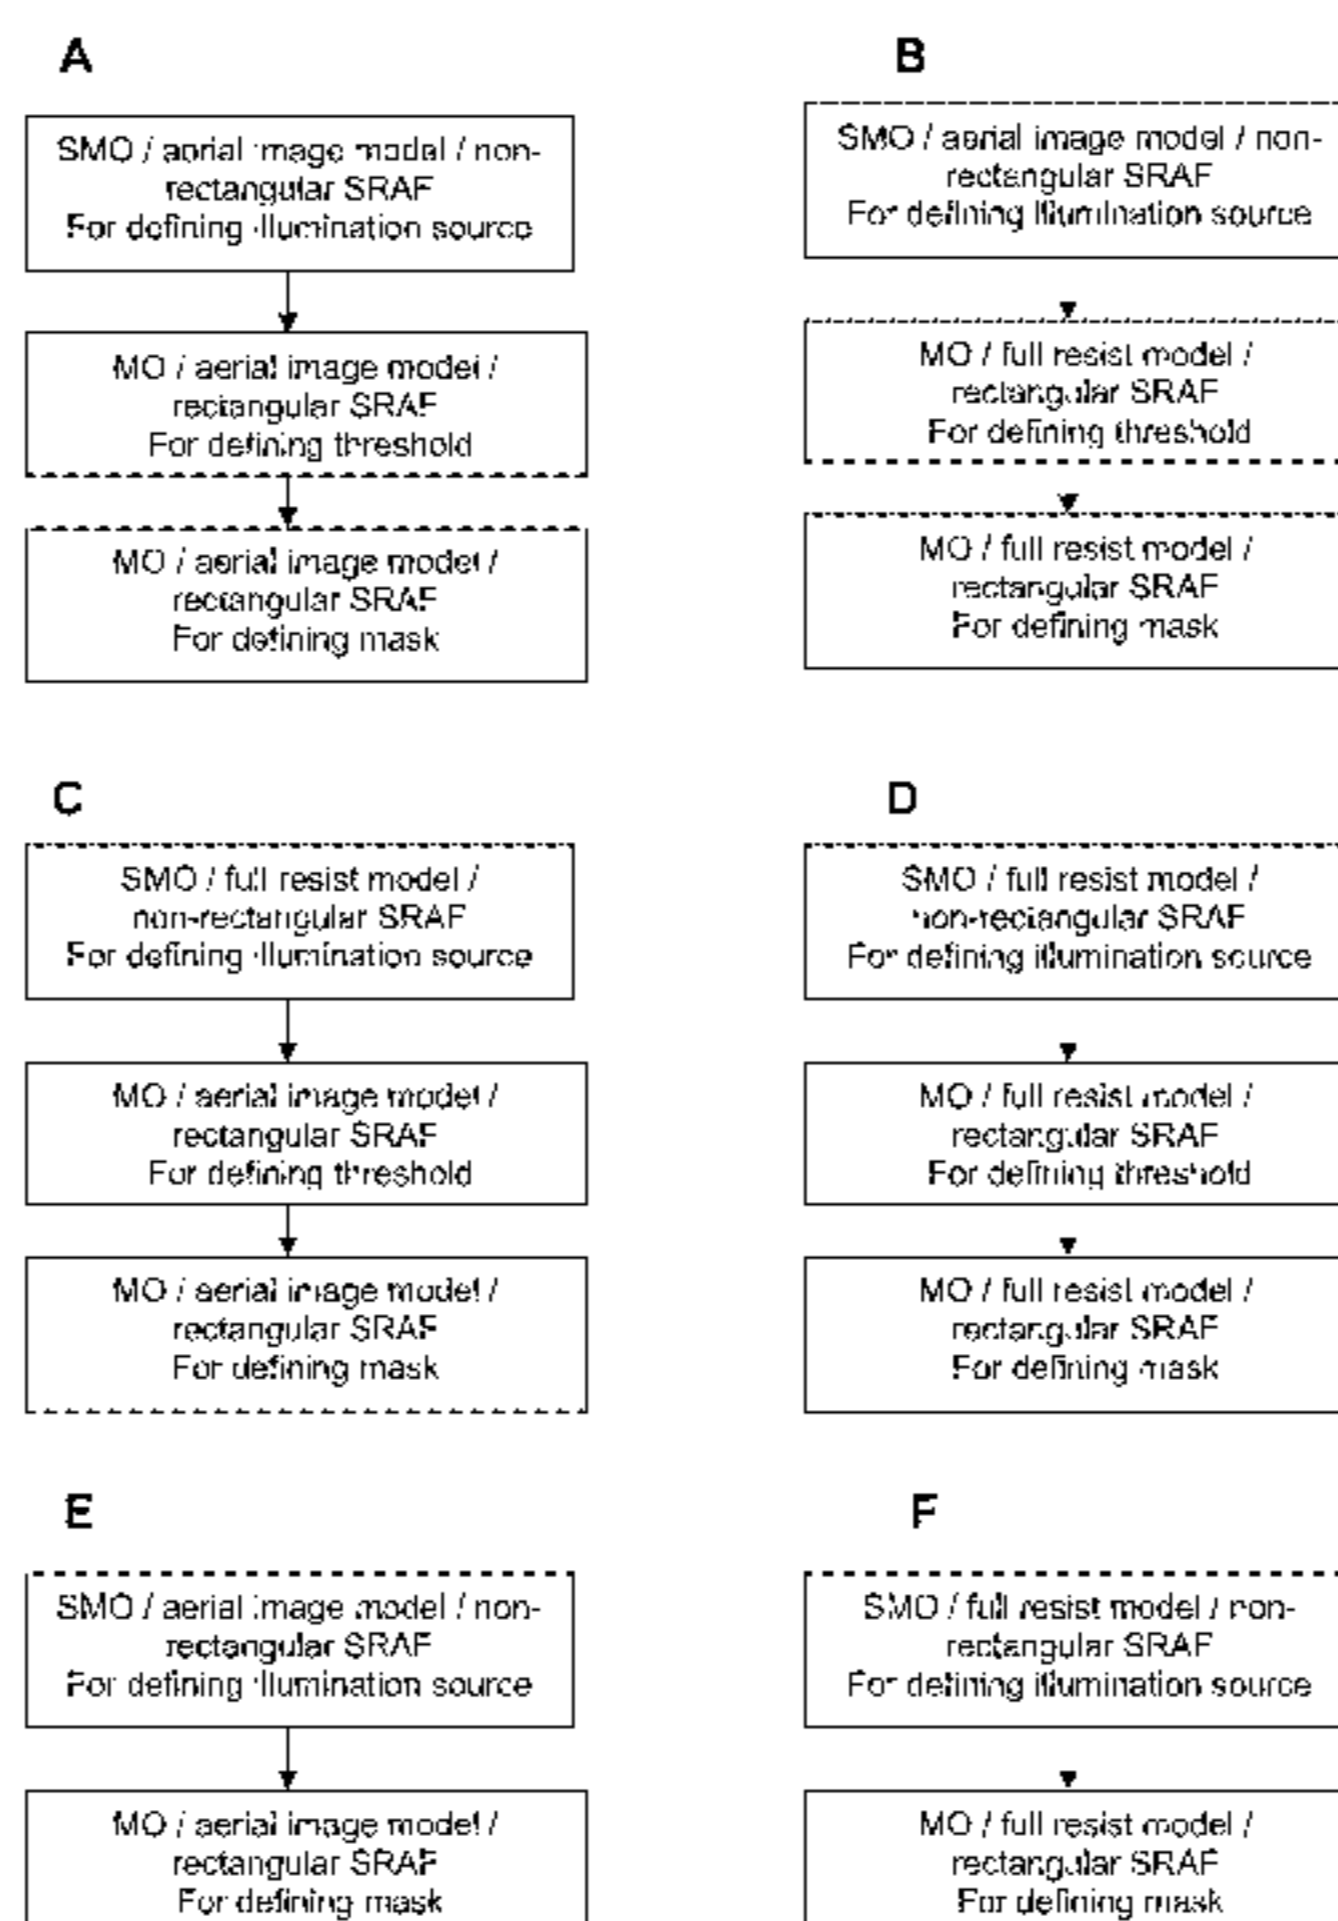 A
SMO / aerial image model / non-
rectangular SRAF
For defining illumination source
MO / aerial image model /
rectangular SRAF
For defining threshold
MO / aerial image model /
rectangular SRAF
For defining mask
B
SMO / aerial image model / non-
rectangular SRAF
For defining illumination source
MO / full resist model /
rectangular SRAF
For defining threshold
MO / full resist model /
rectangular SRAF
For defining mask
C
SMO / full resist model /
non-rectangular SRAF
For defining illumination source
MO / aerial image model /
rectangular SRAF
For defining threshold
MO / aerial image model /
rectangular SRAF
For defining mask
D
SMO / full resist model /
non-rectangular SRAF
For defining illumination source
MO / full resist model /
rectangular SRAF
For defining threshold
MO / full resist model /
rectangular SRAF
For defining mask
E
SMO / aerial image model / non-
rectangular SRAF
For defining illumination source
MO / aerial image model /
rectangular SRAF
For defining mask
F
SMO / full resist model / non-
rectangular SRAF
For defining illumination source
MO / full resist model /
rectangular SRAF
For defining mask